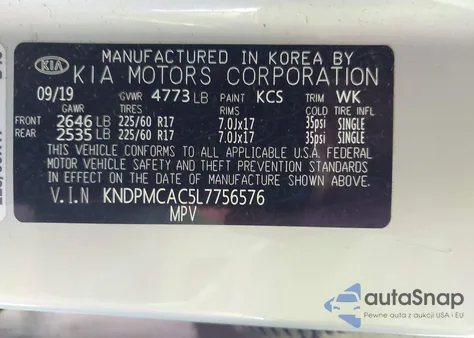 MANUFACTURED IN KOREA BY
KIA KIA MOTORS CORPORATION
09/19 GVWR 4773 LB PAINT KCS TRIM WK
GAWR TIRES RIMS COLD TIRE INFL
FRONT 2646 LB 225/60 R17 7.0Jx17 35psi SINGLE
REAR 2535 LB 225/60 R17 7.0Jx17 35psi SINGLE
THIS VEHICLE CONFORMS TO ALL APPLICABLE U.S.A. FEDERAL
MOTOR VEHICLE SAFETY AND THEFT PREVENTION STANDARDS
IN EFFECT ON THE DATE OF MANUFACTURE SHOWN ABOVE.
V.I.N KNDPMCAC5L7756576
MPV
autoSnap
Pewne auta z dostępem z USA i EU